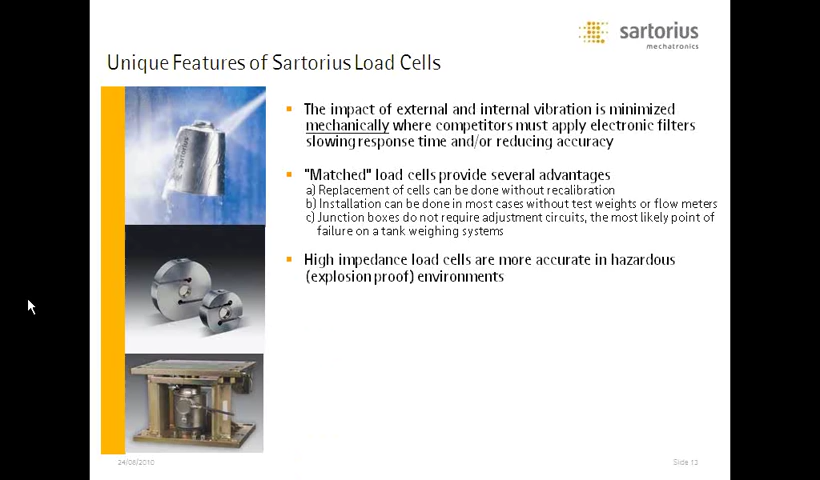 sartorius
mechatronics
Unique Features of Sartorius Load Cells
The impact of external and internal vibration is minimized
mechanically where competitors must apply electronic filters
slowing response time and/or reducing accuracy
"Matched" load cells provide several advantages
a) Replacement of cells can be done without recalibration
b) Installation can be done in most cases without test weights or flow meters
c) Junction boxes do not require adjustment circuits, the most likely point of
failure on a tank weighing systems
High impedance load cells are more accurate in hazardous
(explosion proof) environments
sartorius
24/06/2010
Slide 13